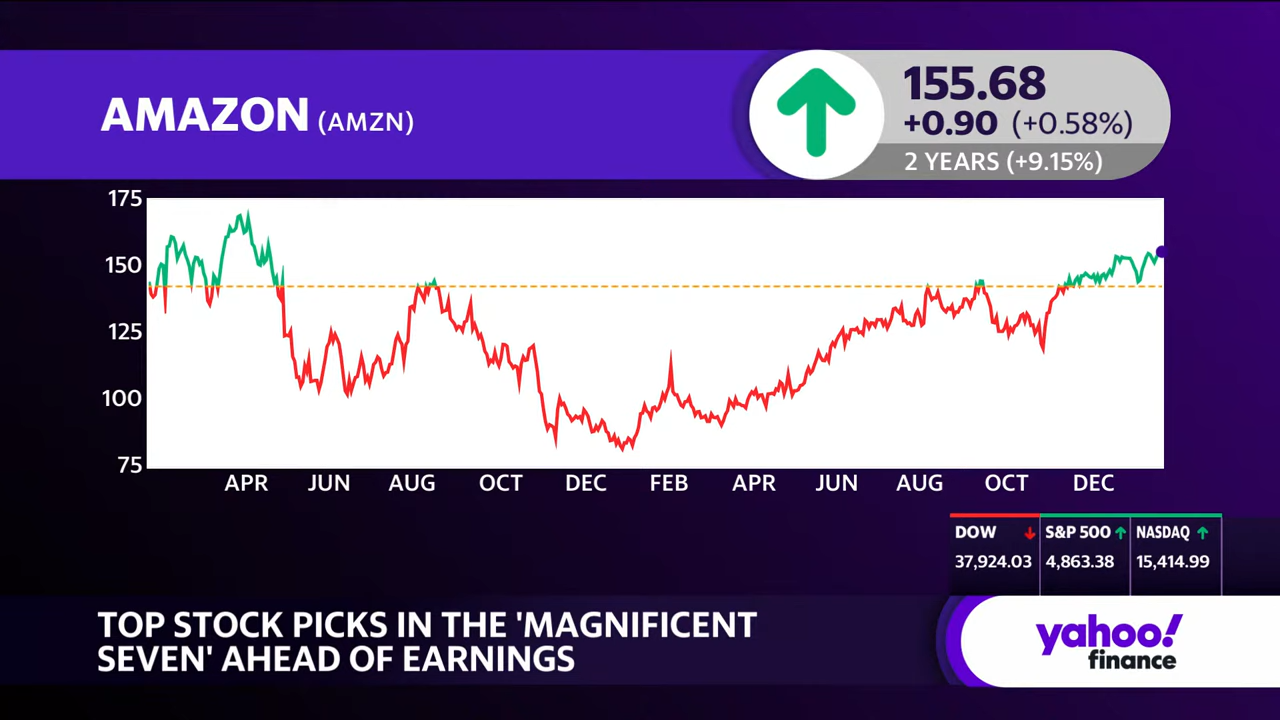 AMAZON (AMZN)
155.68
+0.90 (+0.58%)
2 YEARS (+9.15%)
175
150
125
100
75
APR JUN AUG OCT DEC FEB APR JUN AUG OCT DEC
DOW S&P 500 NASDAQ
37,924.03 4,863.38 15,414.99
TOP STOCK PICKS IN THE 'MAGNIFICENT
SEVEN' AHEAD OF EARNINGS
yahoo!
finance